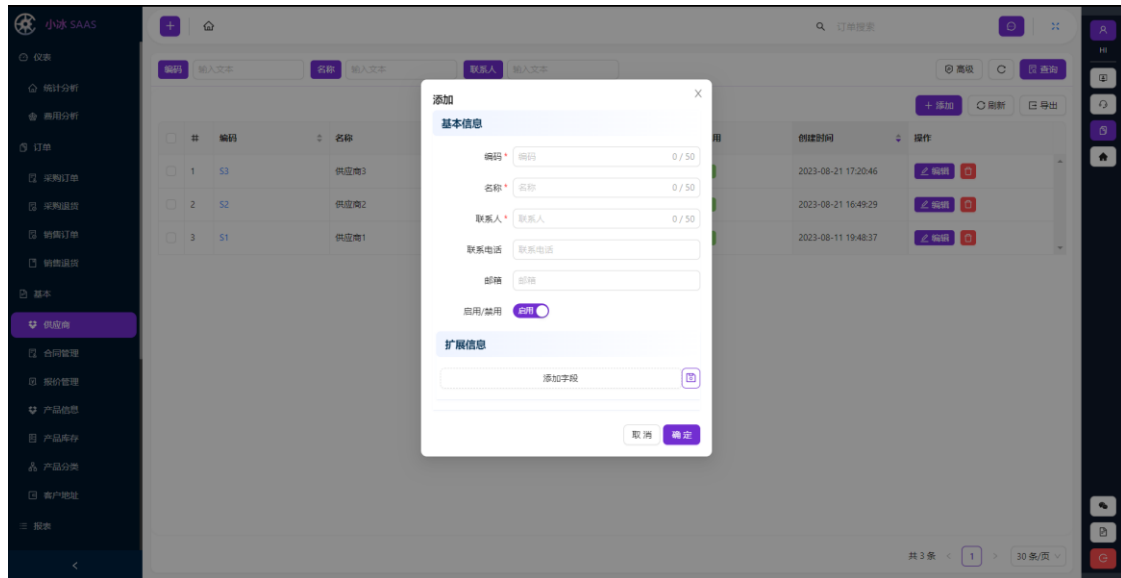 小冰 SAAS
订单搜索
HI
仪表
统计分析
商用分析
订单
采购订单
采购退货
销售订单
销售退货
基本
供应商
合同管理
报价管理
产品信息
产品库存
产品分类
客户地址
报表
编码 输入文本 名称 输入文本 联系人 输入文本 高级 查询
添加 刷新 导出
# 编码 名称 用 创建时间 操作
1 S3 供应商3 2023-08-21 17:20:46 编辑
2 S2 供应商2 2023-08-21 16:49:29 编辑
3 S1 供应商1 2023-08-11 19:48:37 编辑
添加 X
基本信息
编码 * 编码 0 / 50
名称 * 名称 0 / 50
联系人 * 联系人 0 / 50
联系电话 联系电话
邮箱 邮箱
启用/禁用 启用
扩展信息
添加字段
取 消 确 定
共 3 条 < 1 > 30 条/页